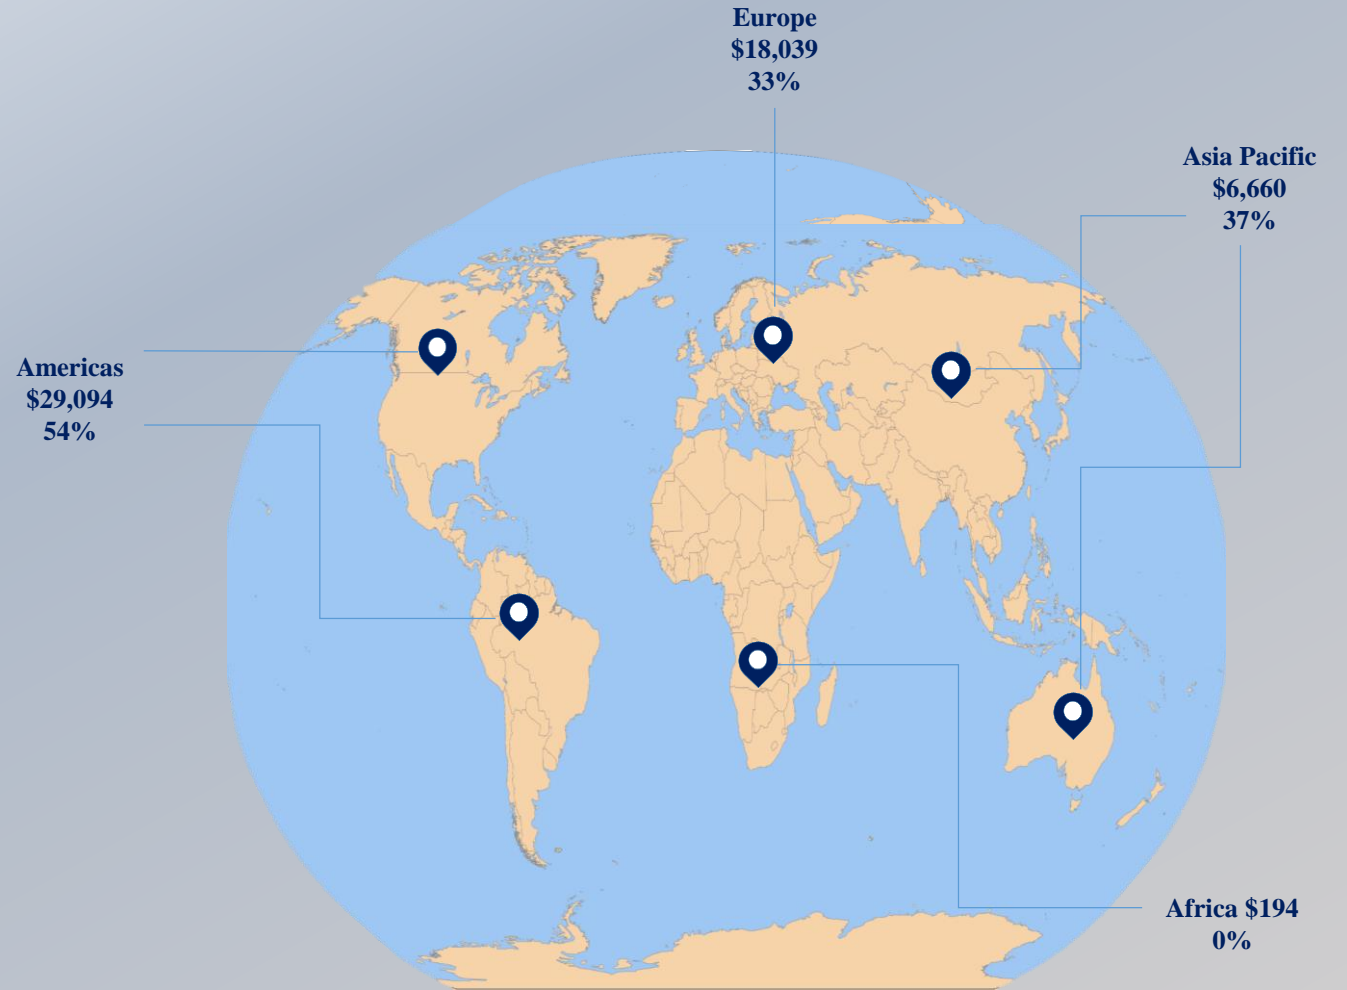 Europe
$18,039
33%
Asia Pacific
$6,660
37%
Americas
$29,094
54%
Africa $194
0%